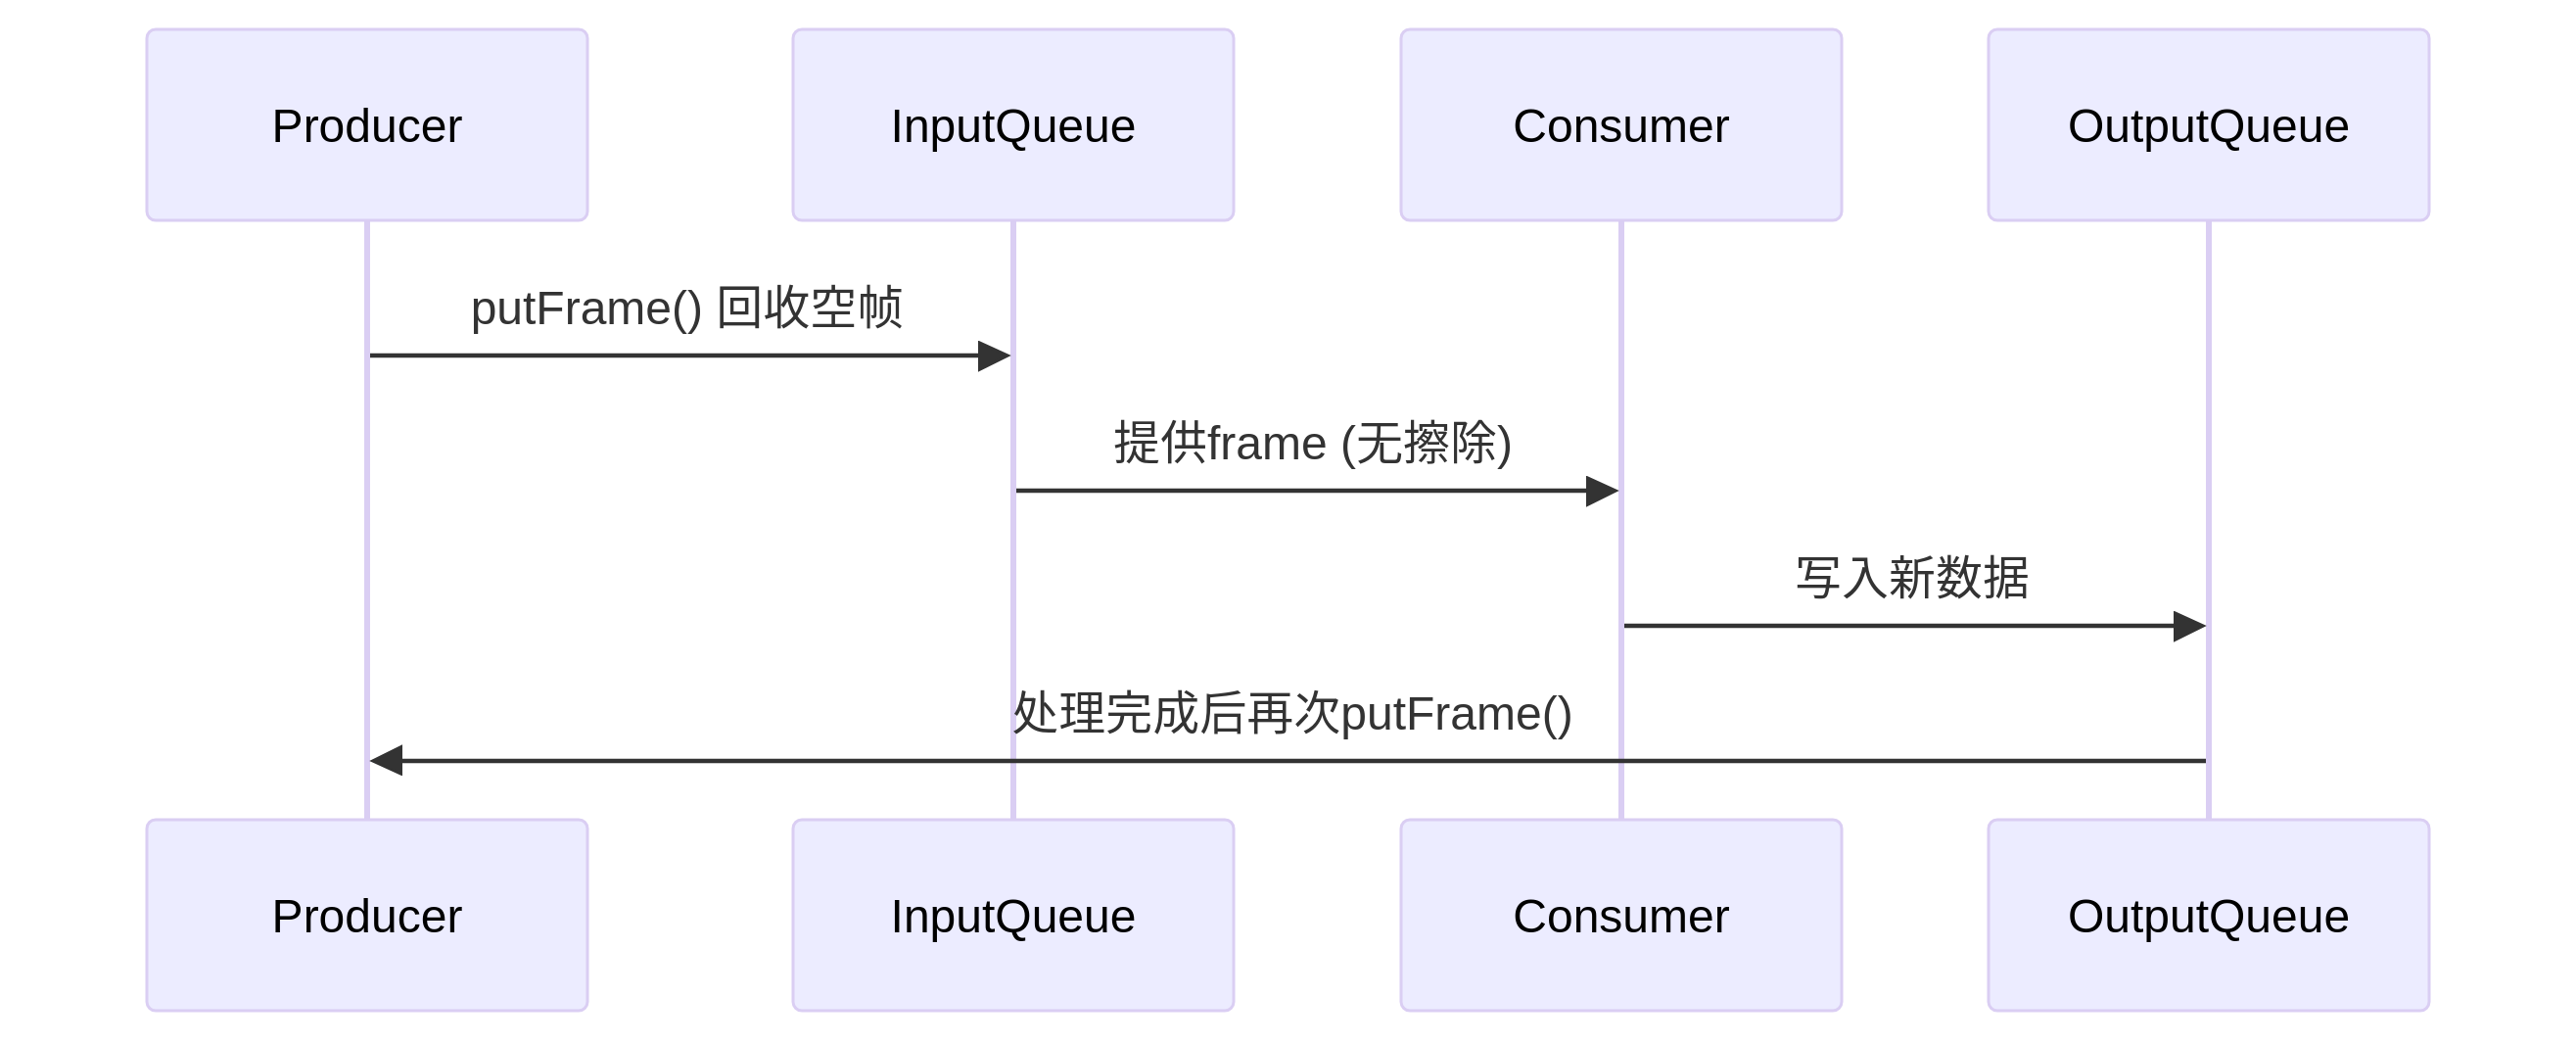 Producer
InputQueue
Consumer
OutputQueue
putFrame() 回收空帧
提供frame (无擦除)
写入新数据
处理完成后再次putFrame()
Producer
InputQueue
Consumer
OutputQueue